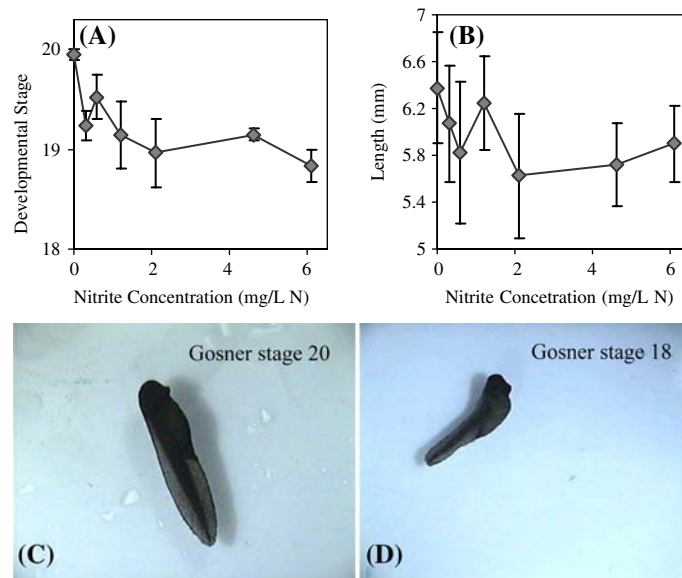 (A)
20
19
18
Developmental Stage
0 2 4 6
Nitrite Concentration (mg/L N)
(B)
7
6.6
6.2
5.8
5.4
5
Length (mm)
0 2 4 6
Nitrite Concetration (mg/L N)
Gosner stage 20
(C)
Gosner stage 18
(D)